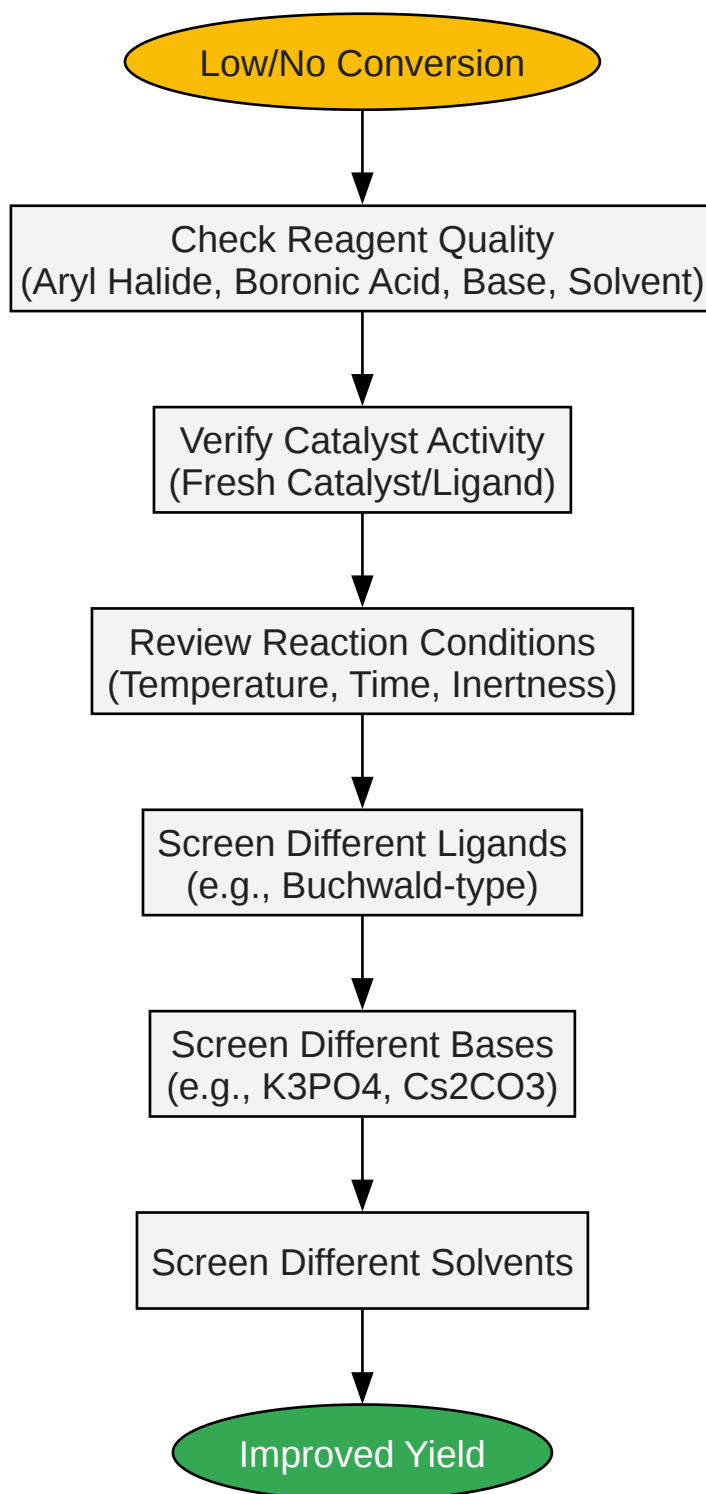 Low/No Conversion
Check Reagent Quality
(Aryl Halide, Boronic Acid, Base, Solvent)
Verify Catalyst Activity
(Fresh Catalyst/Ligand)
Review Reaction Conditions
(Temperature, Time, Inertness)
Screen Different Ligands
(e.g., Buchwald-type)
Screen Different Bases
(e.g., K3PO4, Cs2CO3)
Screen Different Solvents
Improved Yield